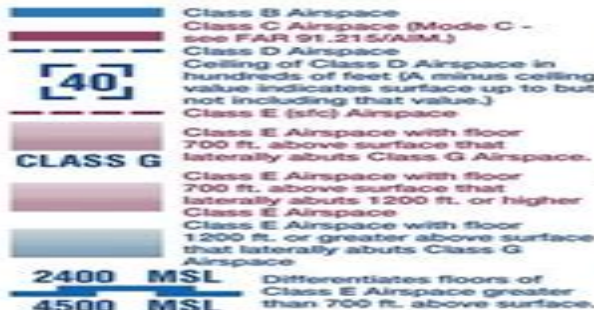 Class B Airspace
Class C Airspace (Mode C -
see FAR 91.215/AIM.)
Class D Airspace
[40]
Ceiling of Class D Airspace in
hundreds of feet (A minus ceiling
value indicates surface up to but
not including that value.)
Class E (sfc) Airspace
Class E Airspace with floor
700 ft. above surface that
laterally abuts Class G Airspace.
CLASS G
Class E Airspace with floor
700 ft. above surface that
laterally abuts 1200 ft. or higher
Class E Airspace
Class E Airspace with floor
1200 ft. or greater above surface
that laterally abuts Class G
Airspace
2400 MSL
4500 MSL
Differentiates floors of
Class E Airspace greater
than 700 ft. above surface.